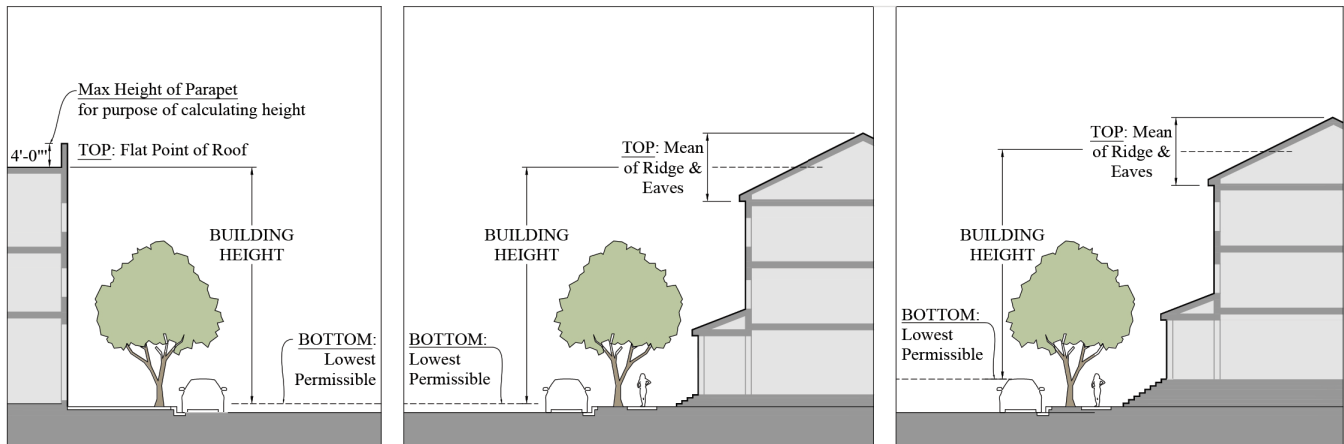 Max Height of Parapet
for purpose of calculating height
4'-0'"
TOP: Flat Point of Roof
BUILDING
HEIGHT
BOTTOM:
Lowest
Permissible
TOP: Mean
of Ridge &
Eaves
BUILDING
HEIGHT
BOTTOM:
Lowest
Permissible
TOP: Mean
of Ridge &
Eaves
BUILDING
HEIGHT
BOTTOM:
Lowest
Permissible